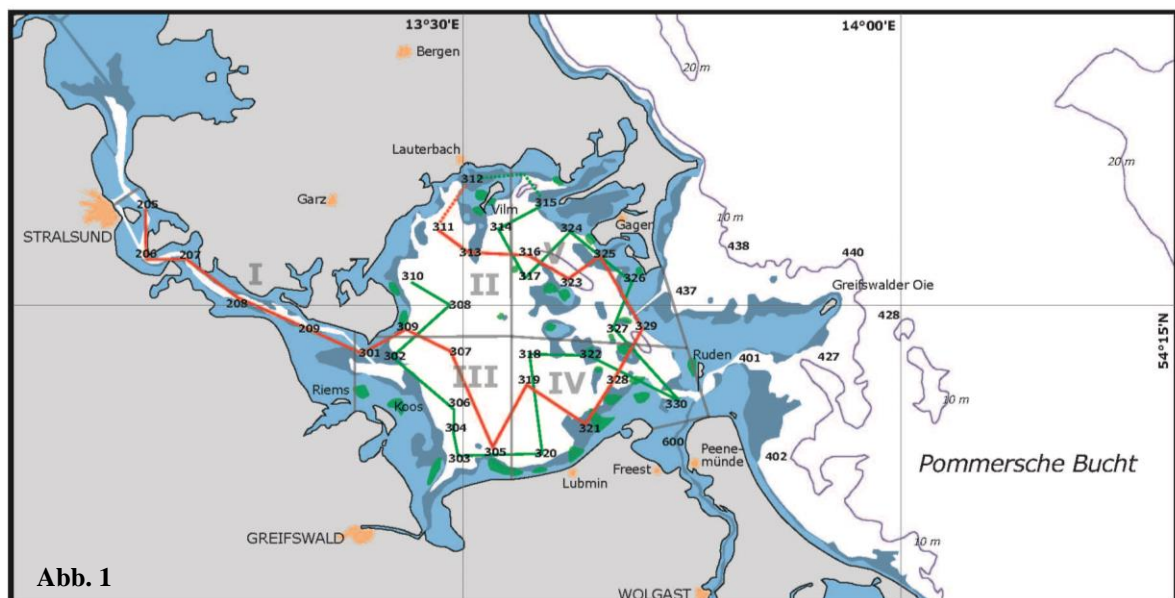 13°30'E
14°00'E
Bergen
20 m
20 m
Lauterbach
312
205
Garz
Vilm
315
STRALSUND
311
314
324
Gager
10 m
438
206
207
313
316
V
325
440
I
310
II
317
323
326
437
Greifswalder Oie
208
308
428
54°15'N
209
309
327
329
301
302
307
318
322
Ruden
401
427
III
319
IV
328
Riems
Koos
306
330
10 m
304
321
303
305
320
600
Peene-
münde
402
Freest
Lubmin
Pommersche Bucht
GREIFSWALD
10 m
Abb. 1
WOLGAST